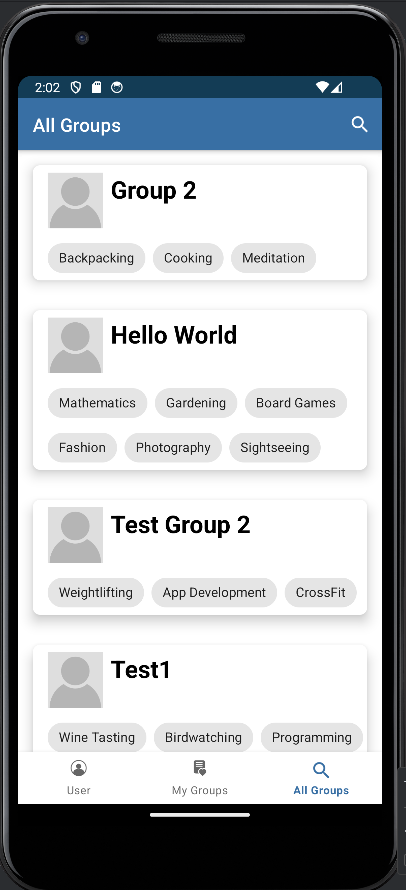 2:02
All Groups
Group 2
Backpacking Cooking Meditation
Hello World
Mathematics Gardening Board Games
Fashion Photography Sightseeing
Test Group 2
Weightlifting App Development CrossFit
Test1
Wine Tasting Birdwatching Programming
User My Groups All Groups